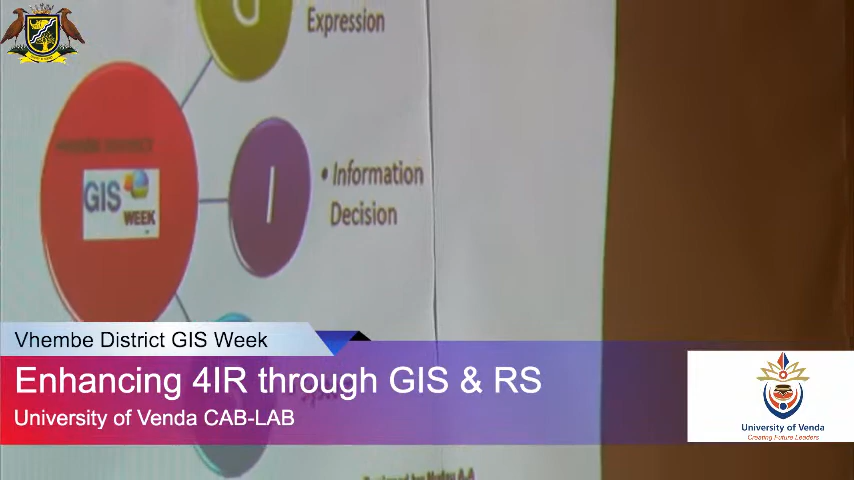 G
Expression
GIS
WEEK
I
• Information
Decision
Vhembe District GIS Week
Enhancing 4IR through GIS & RS
University of Venda CAB-LAB
University of Venda
Creating Future Leaders